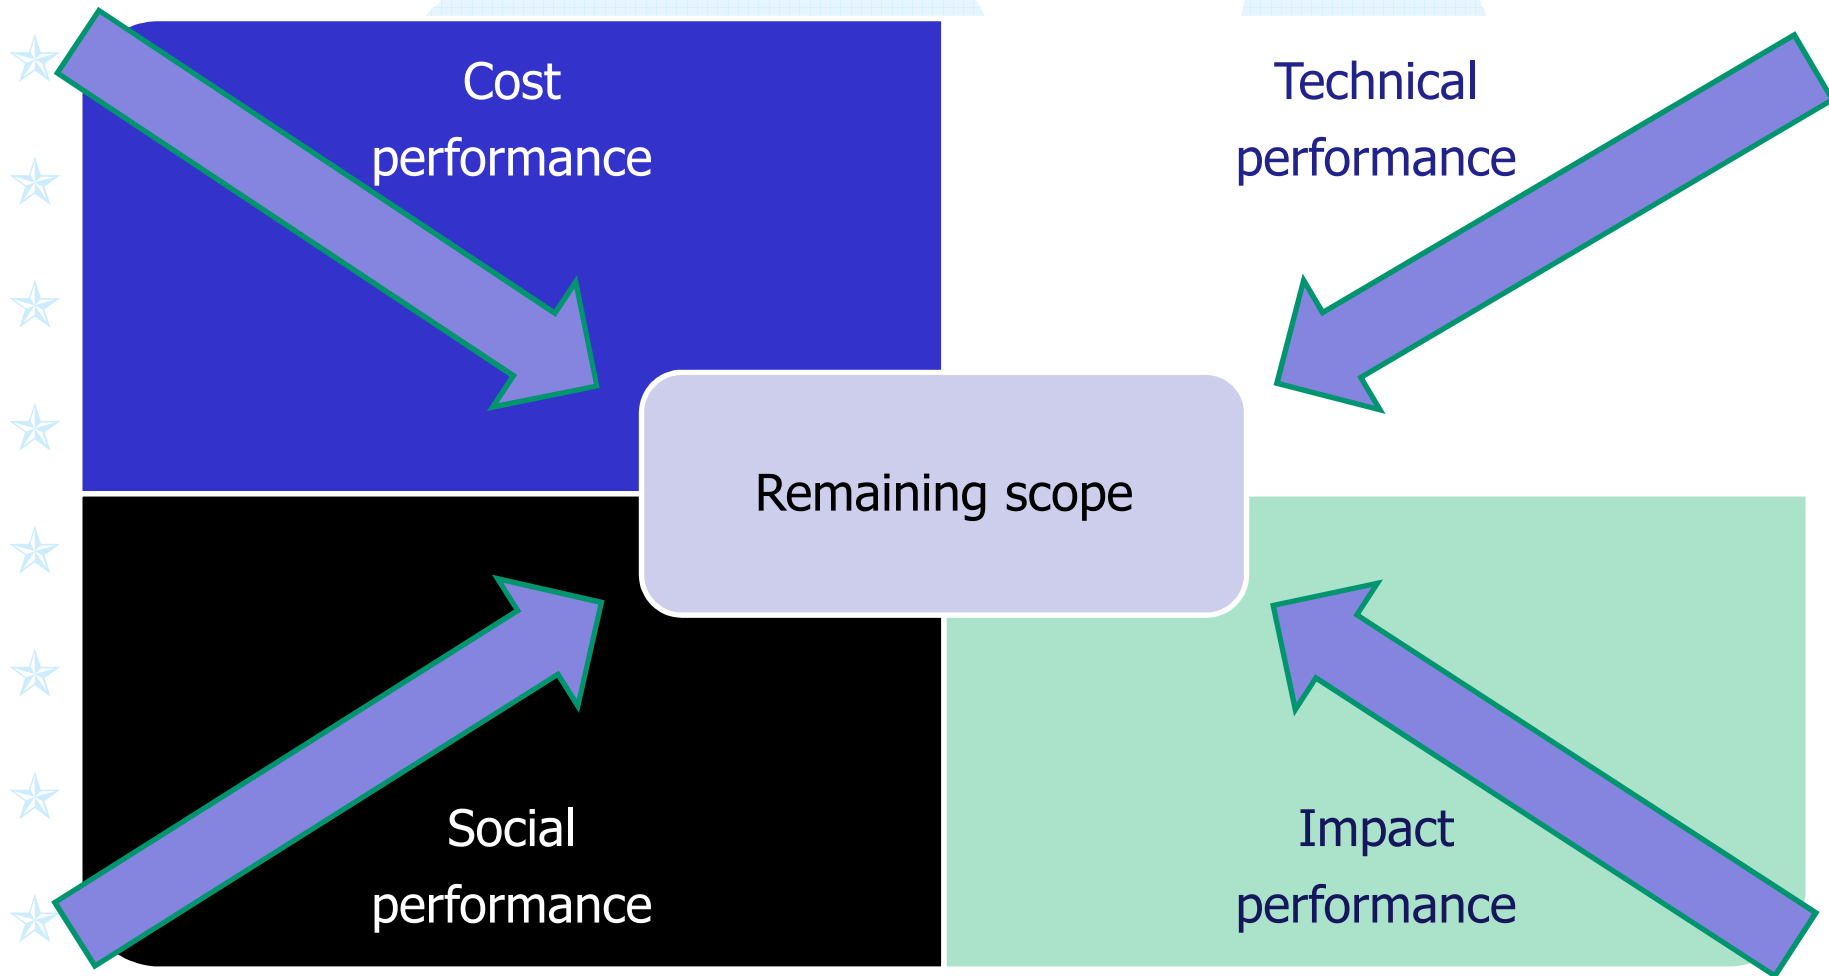 Cost
performance
Technical
performance
Remaining scope
Social
performance
Impact
performance